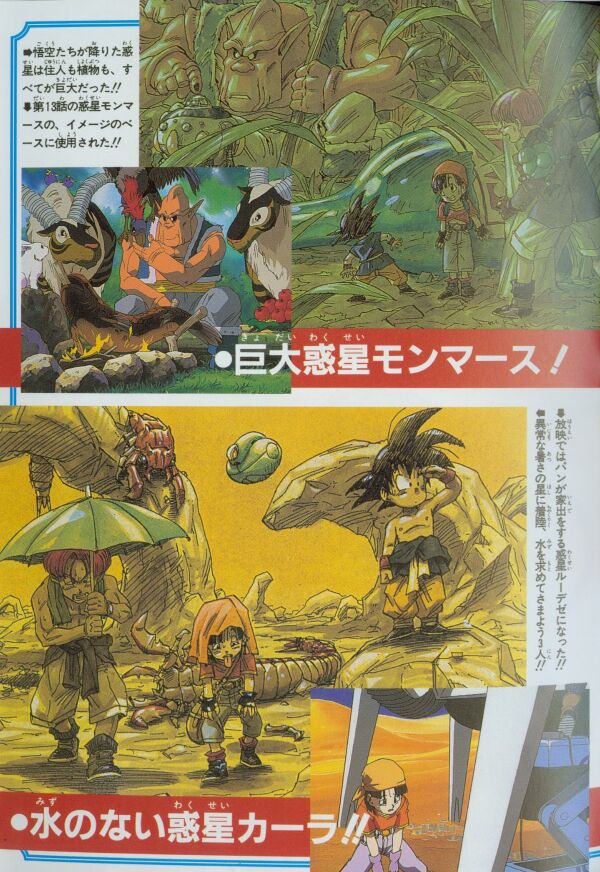 ➡悟空たちが降りた惑
星は住人も植物も、す
べてが巨大だった!!
⬇第13話の惑星モンマ
ースの、イメージのベ
ースに使用された!!
●巨大惑星モンマース!
⬇放映ではパンが家出をする惑星ルーデゼになった!!
⬅異常な暑さの星に着陸、水を求めてさまよう3人!!
●水のない惑星カーラ!!